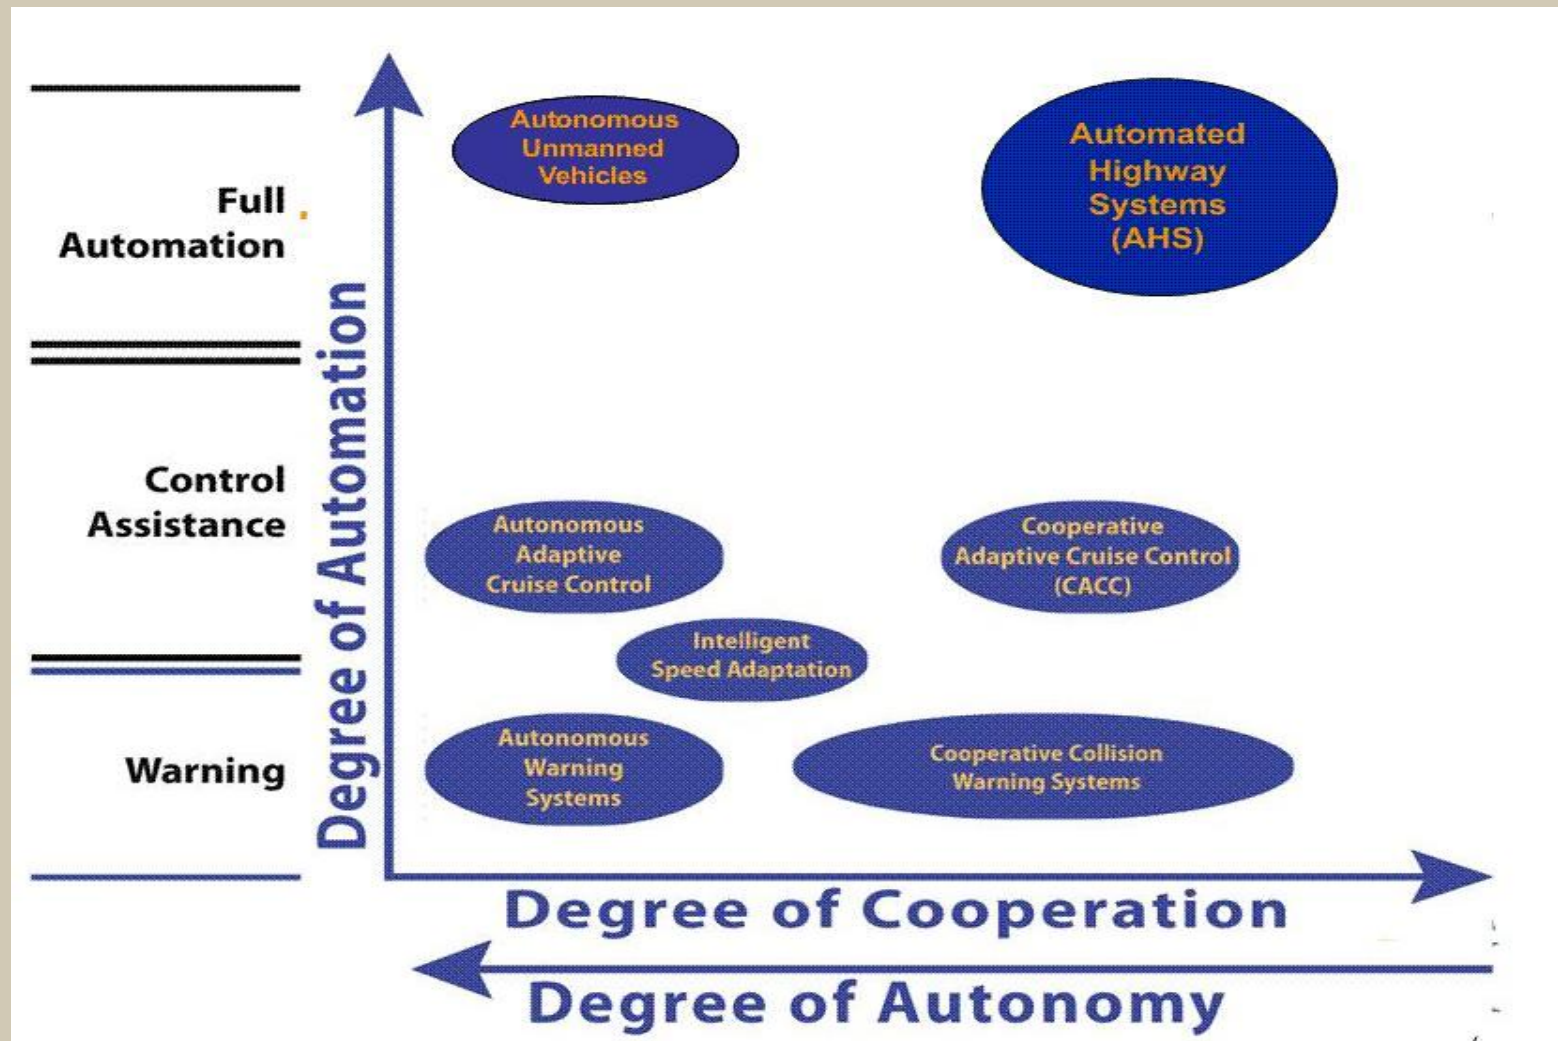 Autonomous
Unmanned
Vehicles
Automated
Highway
Systems
(AHS)
Full
Automation
Degree of Automation
Control
Assistance
Autonomous
Adaptive
Cruise Control
Cooperative
Adaptive Cruise Control
(CACC)
Intelligent
Speed Adaptation
Warning
Autonomous
Warning
Systems
Cooperative Collision
Warning Systems
Degree of Cooperation
Degree of Autonomy